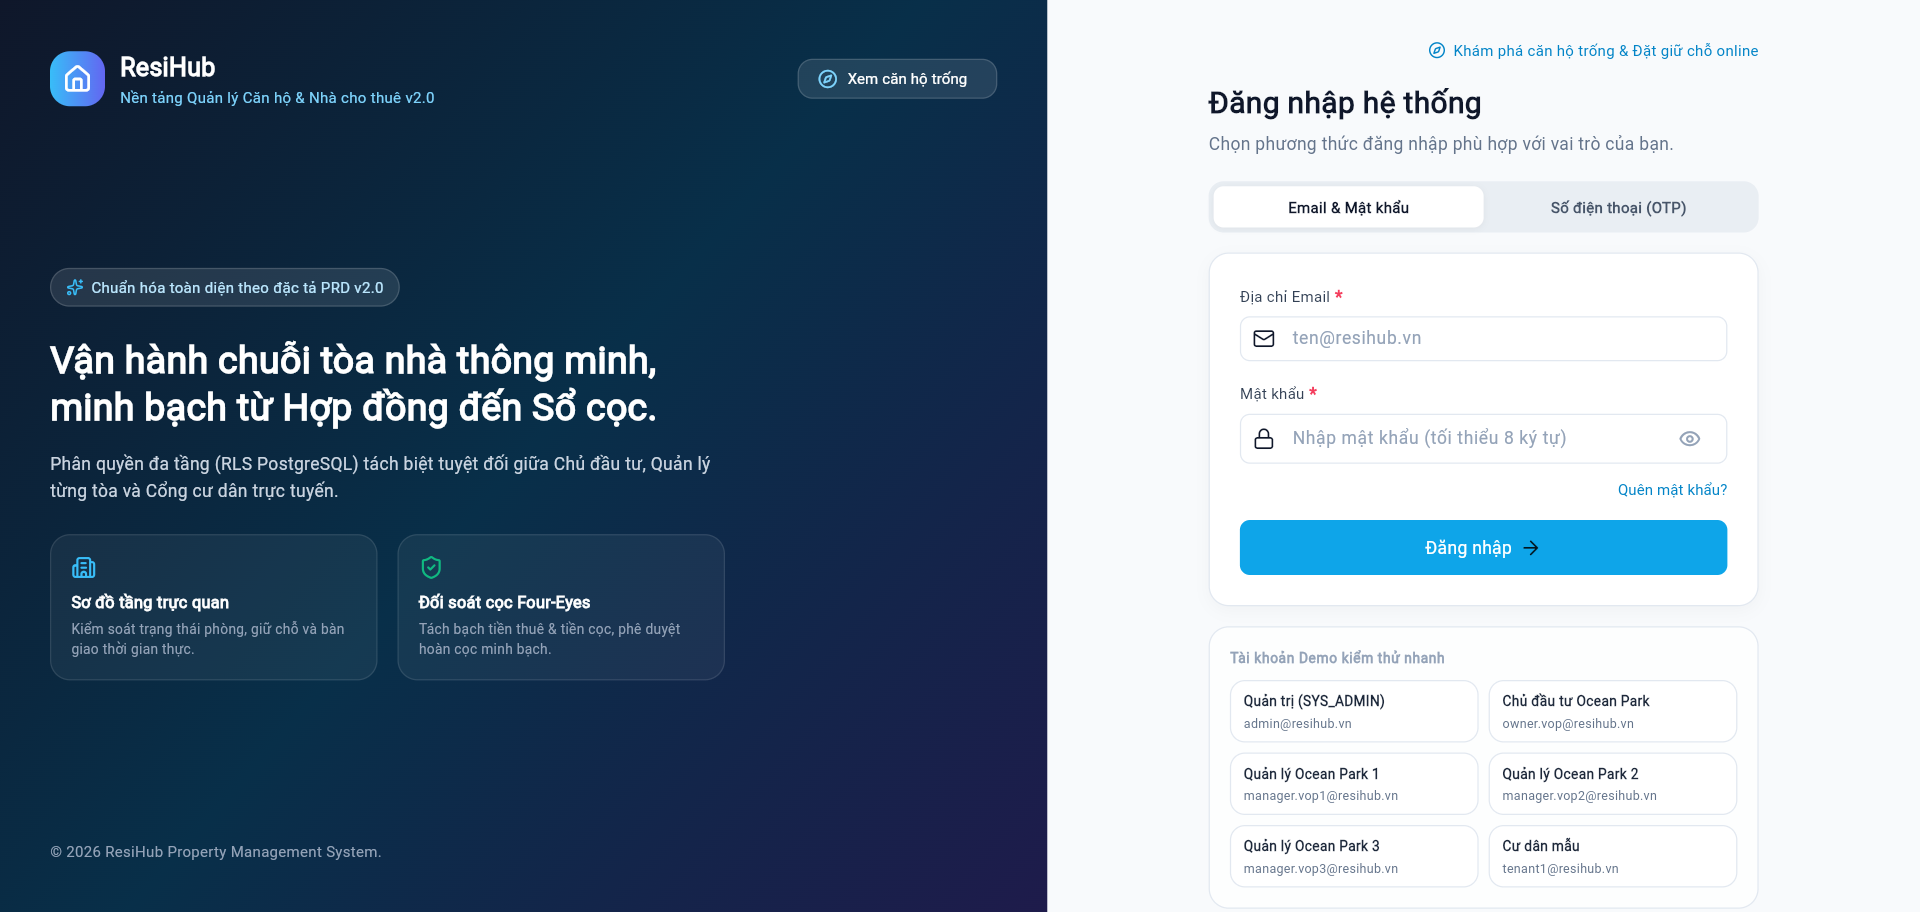 ResiHub
Nền tảng Quản lý Căn hộ & Nhà cho thuê v2.0
Xem căn hộ trống
Chuẩn hóa toàn diện theo đặc tả PRD v2.0
Vận hành chuỗi tòa nhà thông minh,
minh bạch từ Hợp đồng đến Sổ cọc.
Phân quyền đa tầng (RLS PostgreSQL) tách biệt tuyệt đối giữa Chủ đầu tư, Quản lý
từng tòa và Cổng cư dân trực tuyến.
Sơ đồ tầng trực quan
Kiểm soát trạng thái phòng, giữ chỗ và bàn
giao thời gian thực.
Đối soát cọc Four-Eyes
Tách bạch tiền thuê & tiền cọc, phê duyệt
hoàn cọc minh bạch.
© 2026 ResiHub Property Management System.
Khám phá căn hộ trống & Đặt giữ chỗ online
Đăng nhập hệ thống
Chọn phương thức đăng nhập phù hợp với vai trò của bạn.
Email & Mật khẩu
Số điện thoại (OTP)
Địa chỉ Email *
ten@resihub.vn
Mật khẩu *
Nhập mật khẩu (tối thiểu 8 ký tự)
Quên mật khẩu?
Đăng nhập
Tài khoản Demo kiểm thử nhanh
Quản trị (SYS_ADMIN)
admin@resihub.vn
Chủ đầu tư Ocean Park
owner.vop@resihub.vn
Quản lý Ocean Park 1
manager.vop1@resihub.vn
Quản lý Ocean Park 2
manager.vop2@resihub.vn
Quản lý Ocean Park 3
manager.vop3@resihub.vn
Cư dân mẫu
tenant1@resihub.vn